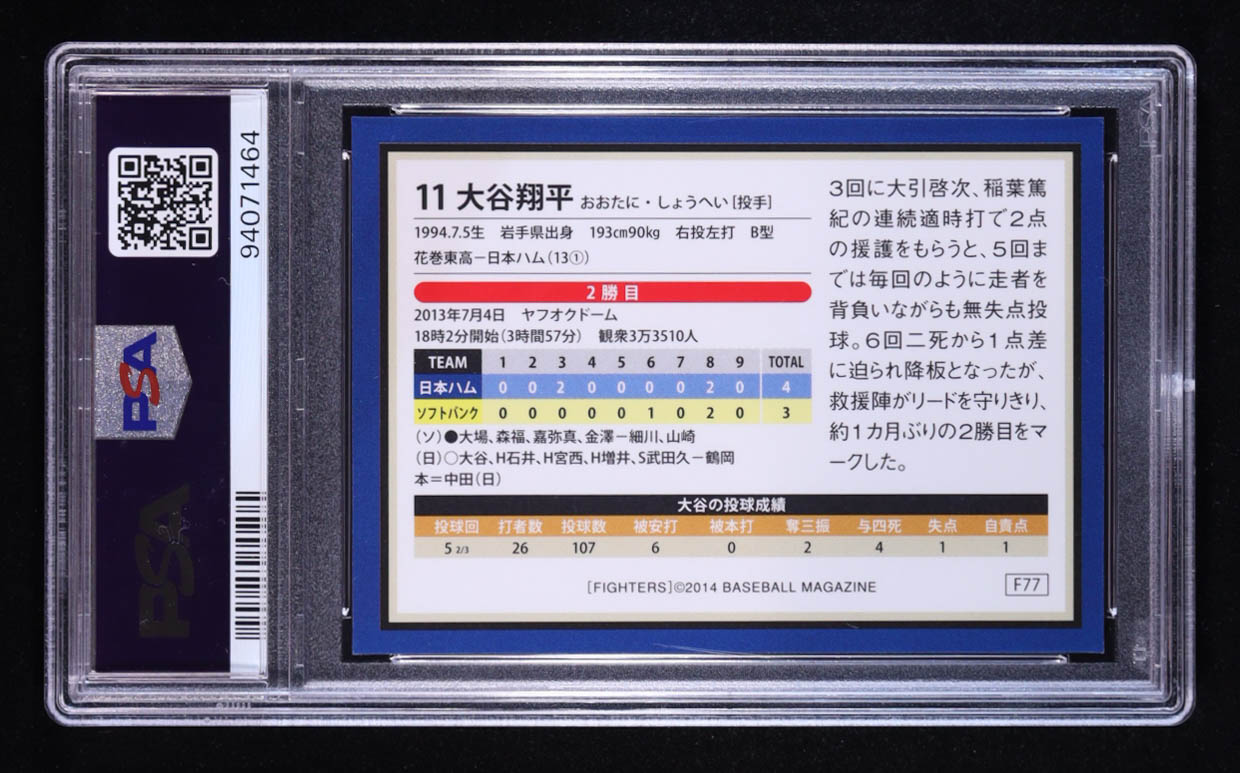 94071464
PSA
PSA
11 大谷翔平 おおたに・しょうへい[投手]
1994.7.5生 岩手県出身 193cm90kg 右投左打 B型
花巻東高－日本ハム(13①)
2勝目
2013年7月4日 ヤフオクドーム
18時2分開始(3時間57分) 観衆3万3510人
TEAM 1 2 3 4 5 6 7 8 9 TOTAL
日本ハム 0 0 2 0 0 0 0 2 0 4
ソフトバンク 0 0 0 0 0 1 0 2 0 3
(ソ)●大場、森福、嘉弥真、金澤－細川、山崎
(日)○大谷、H石井、H宮西、H増井、S武田久－鶴岡
本＝中田(日)
3回に大引啓次、稲葉篤
紀の連続適時打で2点
の援護をもらうと、5回ま
では毎回のように走者を
背負いながらも無失点投
球。6回二死から1点差
に迫られ降板となったが、
救援陣がリードを守りきり、
約1カ月ぶりの2勝目をマ
ークした。
大谷の投球成績
投球回 打者数 投球数 被安打 被本打 奪三振 与四死 失点 自責点
5 2/3 26 107 6 0 2 4 1 1
[FIGHTERS]©2014 BASEBALL MAGAZINE
F77